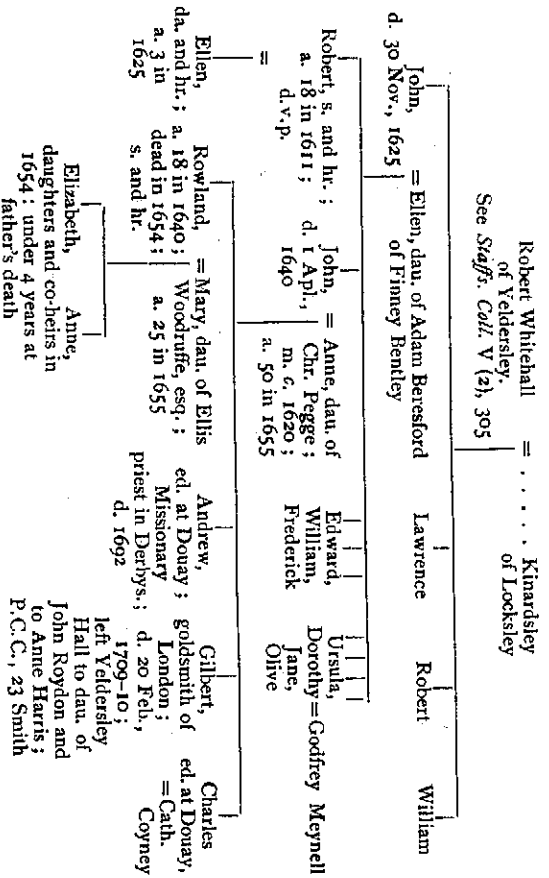 Robert Whitehall = . . . . . . Kinardsley
of Yeldersley. of Locksley
See Staffs. Coll. V (2), 305
John, = Ellen, dau. of Adam Beresford Lawrence Robert William
d. 30 Nov., 1625 of Finney Bentley
Robert, s. and hr. ; John, = Anne, dau. of Edward, Ursula,
a. 18 in 1611 ; d. 1 Apl., Chr. Pegge ; William, Dorothy = Godfrey Meynell
d.v.p. 1640 m. c. 1620 ; Frederick Jane,
a. 50 in 1655 Olive
=
Ellen, Rowland, = Mary, dau. of Ellis Andrew, Gilbert, Charles
da. and hr. ; a. 18 in 1640 ; Woodruffe, esq. ; ed. at Douay ; goldsmith of ed. at Douay,
a. 3 in dead in 1654 ; a. 25 in 1655 Missionary London ; = Cath.
1625 s. and hr. priest in Derbys. ; d. 20 Feb., Coyney
d. 1692 1709-10 ;
left Yeldersley
Hall to dau. of
John Roydon and
to Anne Harris ;
P.C.C., 23 Smith
Elizabeth, Anne,
daughters and co-heirs in
1654 ; under 4 years at
father's death